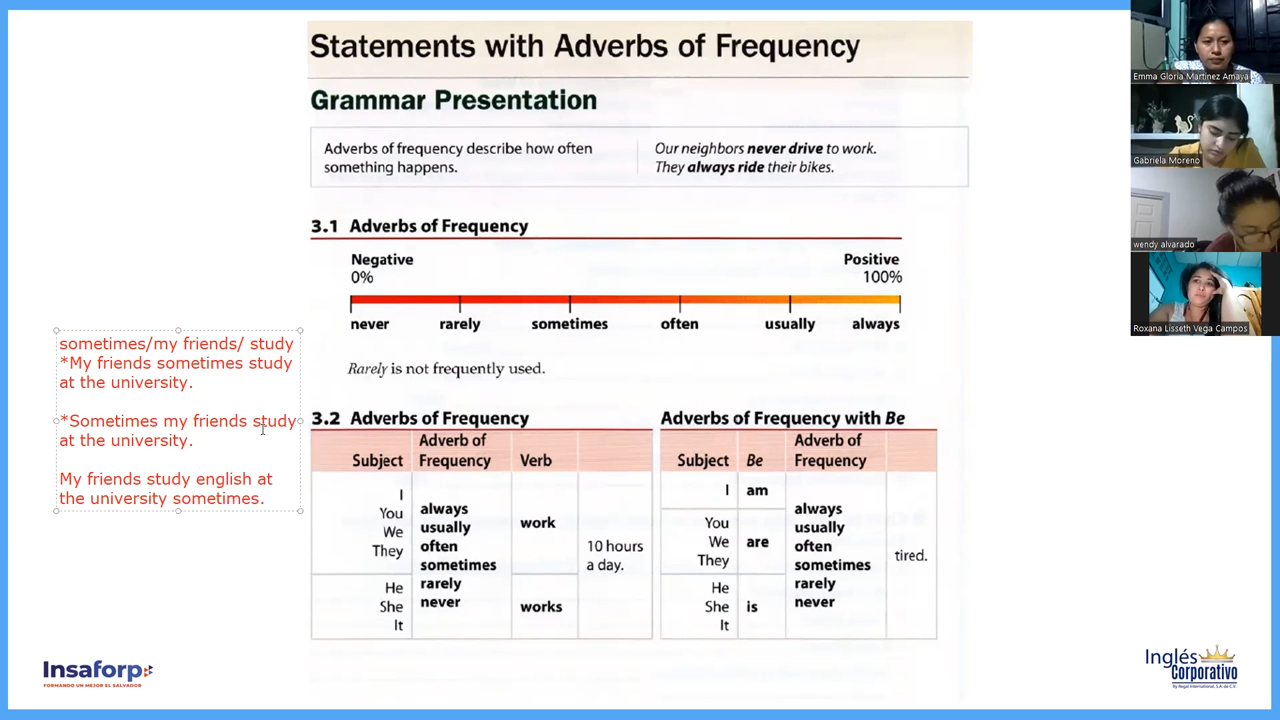 Statements with Adverbs of Frequency
Grammar Presentation
Adverbs of frequency describe how often
something happens.
Our neighbors never drive to work.
They always ride their bikes.
3.1 Adverbs of Frequency
Negative
0%
Positive
100%
never rarely sometimes often usually always
Rarely is not frequently used.
sometimes/my friends/ study
*My friends sometimes study
at the university.
*Sometimes my friends study
at the university.
My friends study english at
the university sometimes.
3.2 Adverbs of Frequency
Subject
Adverb of
Frequency
Verb
I
You
We
They
He
She
It
always
usually
often
sometimes
rarely
never
work
works
10 hours
a day.
Adverbs of Frequency with Be
Subject
Be
Adverb of
Frequency
I
You
We
They
He
She
It
am
are
is
always
usually
often
sometimes
rarely
never
tired.
Emma Gloria Martinez Amaya
Gabriela Moreno
wendy alvarado
Roxana Lisseth Vega Campos
Insaforp
FORMANDO UN MEJOR EL SALVADOR
Inglés
Corporativo
By Regal International, S.A. de C.V.